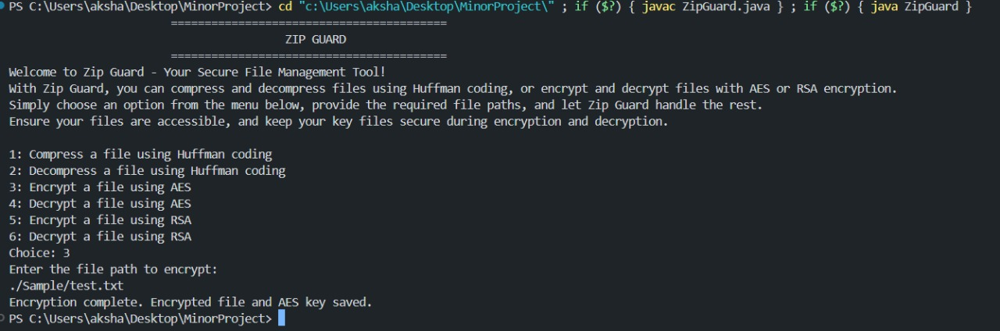 PS C:\Users\aksha\Desktop\MinorProject> cd "c:\Users\aksha\Desktop\MinorProject\" ; if ($?) { javac ZipGuard.java } ; if ($?) { java ZipGuard }
=========================================
ZIP GUARD
=========================================
Welcome to Zip Guard - Your Secure File Management Tool!
With Zip Guard, you can compress and decompress files using Huffman coding, or encrypt and decrypt files with AES or RSA encryption.
Simply choose an option from the menu below, provide the required file paths, and let Zip Guard handle the rest.
Ensure your files are accessible, and keep your key files secure during encryption and decryption.
1: Compress a file using Huffman coding
2: Decompress a file using Huffman coding
3: Encrypt a file using AES
4: Decrypt a file using AES
5: Encrypt a file using RSA
6: Decrypt a file using RSA
Choice: 3
Enter the file path to encrypt:
./Sample/test.txt
Encryption complete. Encrypted file and AES key saved.
PS C:\Users\aksha\Desktop\MinorProject>